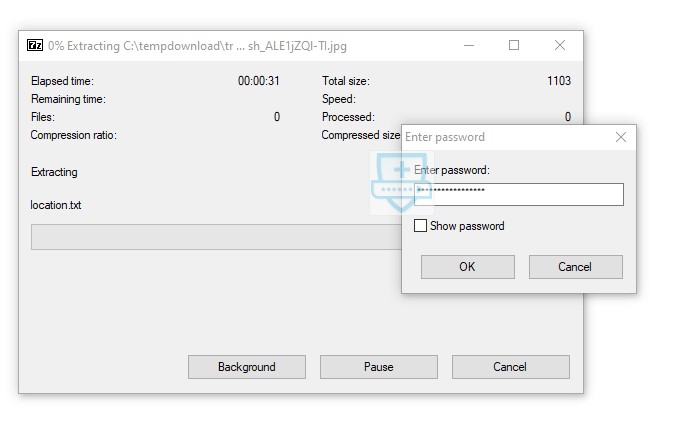 7z 0% Extracting C:\tempdownload\tr ... sh_ALE1jZQI-TI.jpg
Elapsed time: 00:00:31 Total size: 1103
Remaining time: Speed:
Files: 0 Processed: 0
Compression ratio: Compressed size
Extracting
location.txt
Background Pause Cancel
Enter password
Enter password:
*****************
Show password
OK Cancel